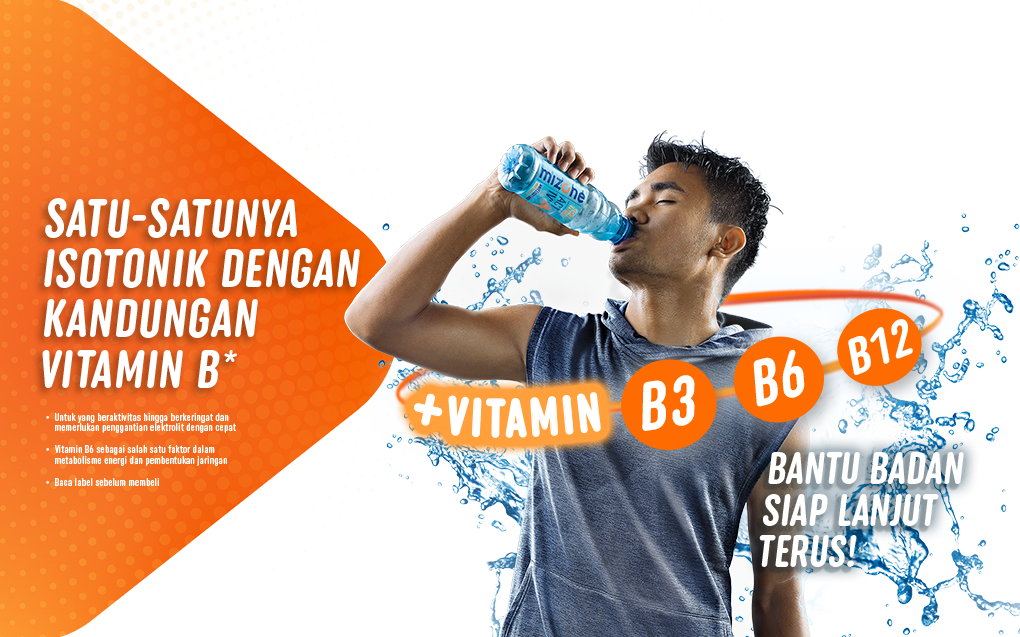 SATU-SATUNYA
ISOTONIK DENGAN
KANDUNGAN
VITAMIN B*
• Untuk yang beraktivitas hingga berkeringat dan
memerlukan penggantian elektrolit dengan cepat
• Vitamin B6 sebagai salah satu faktor dalam
metabolisme energi dan pembentukan jaringan
• Baca label sebelum membeli
mizone
+VITAMIN B3 B6 B12
BANTU BADAN
SIAP LANJUT
TERUS!